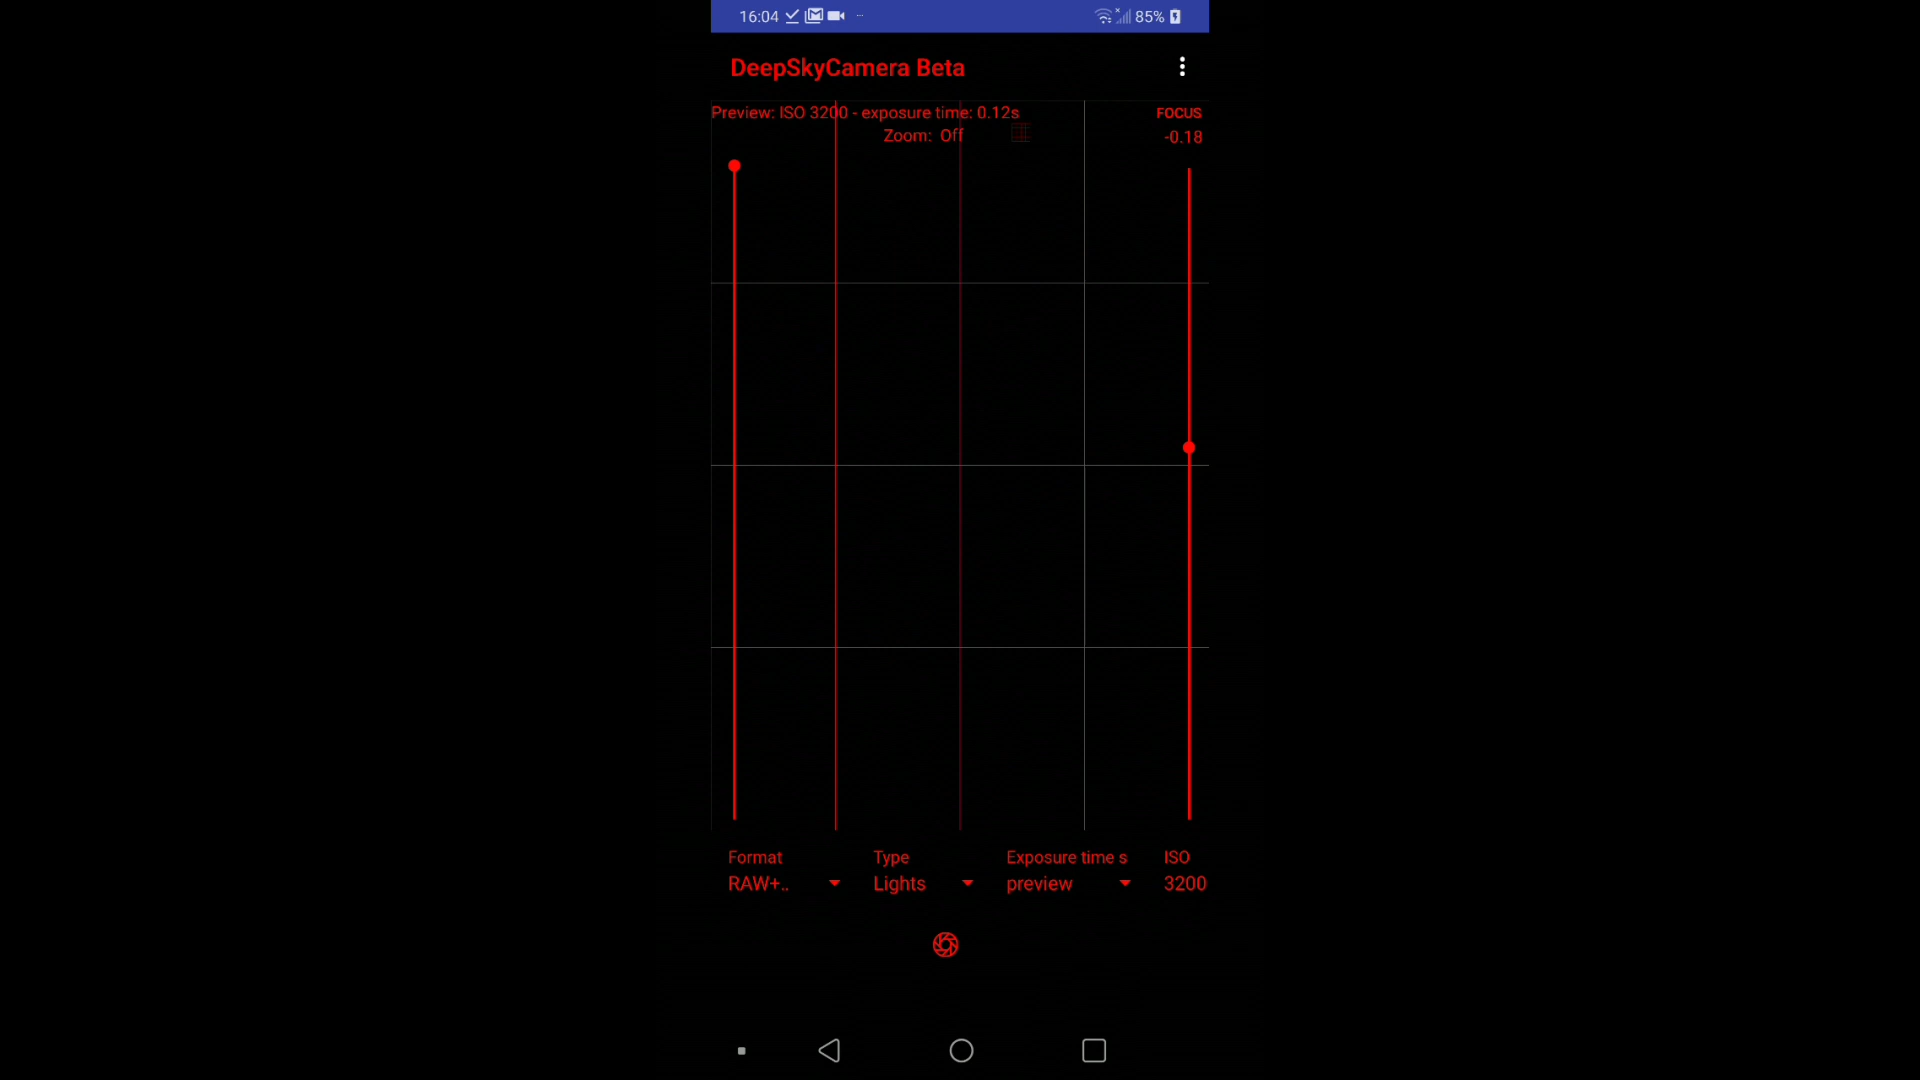 16:04 85%
DeepSkyCamera Beta
Preview: ISO 3200 - exposure time: 0.12s
FOCUS
Zoom: Off
-0.18
Format Type Exposure time s ISO
RAW+.. Lights preview 3200